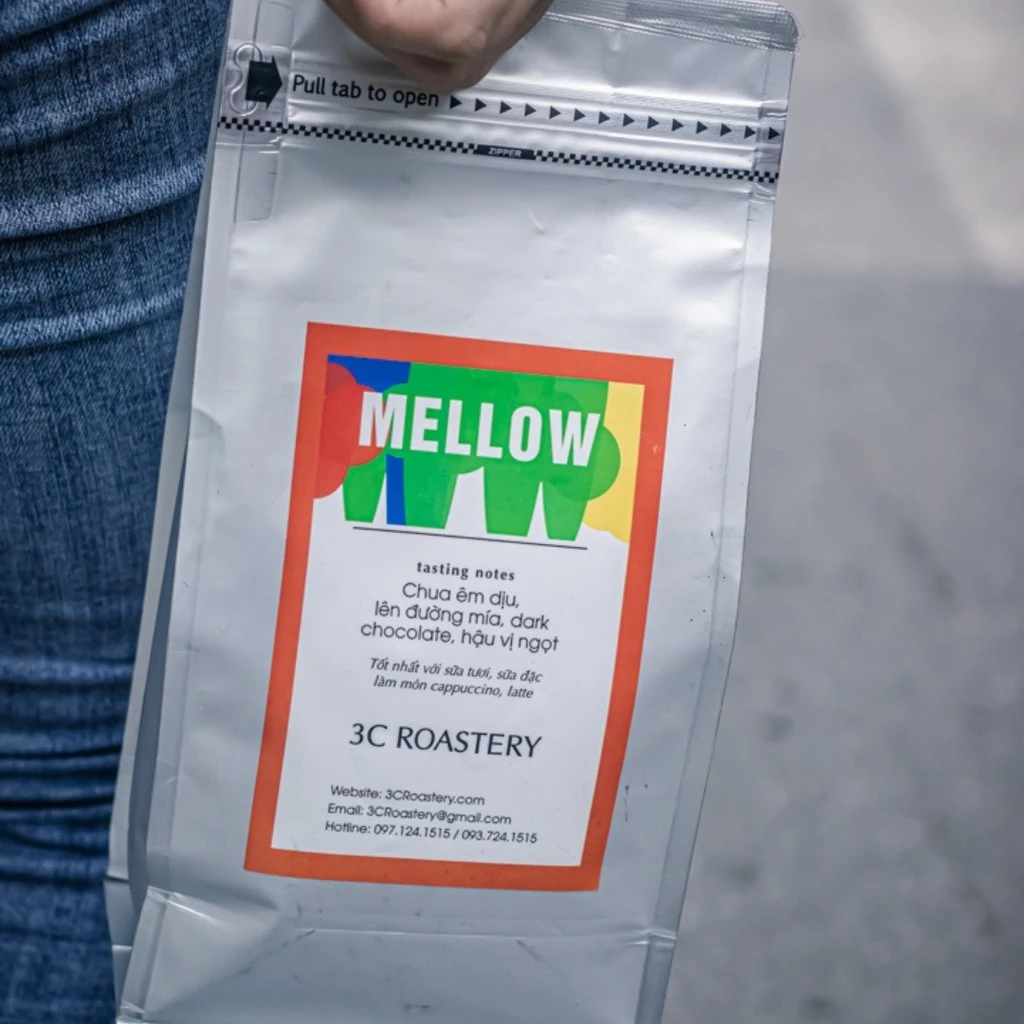 Pull tab to open
ZIPPER
MELLOW
tasting notes
Chua êm dịu,
lên đường mía, dark
chocolate, hậu vị ngọt
Tốt nhất với sữa tươi, sữa đặc
làm món cappuccino, latte
3C ROASTERY
Website: 3CRoastery.com
Email: 3CRoastery@gmail.com
Hotline: 097.124.1515 / 093.724.1515